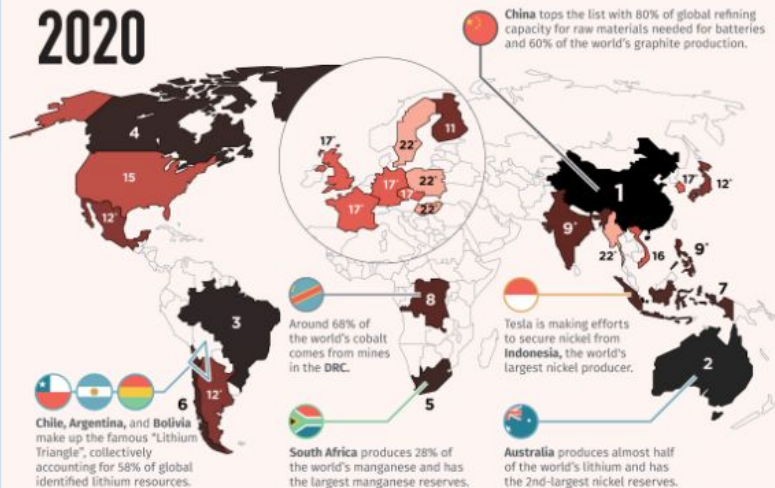 2020
China tops the list with 80% of global refining
capacity for raw materials needed for batteries
and 60% of the world's graphite production.
4
15
12*
17*
22*
11
17*
22*
17*
17*
22*
1
17*
12*
9*
22*
16
9*
7
3
6
12*
8
5
2
Around 68% of
the world's cobalt
comes from mines
in the DRC.
Tesla is making efforts
to secure nickel from
Indonesia, the world's
largest nickel producer.
Chile, Argentina, and Bolivia
make up the famous "Lithium
Triangle", collectively
accounting for 58% of global
identified lithium resources.
South Africa produces 28% of
the world's manganese and has
the largest manganese reserves.
Australia produces almost half
of the world's lithium and has
the 2nd-largest nickel reserves.